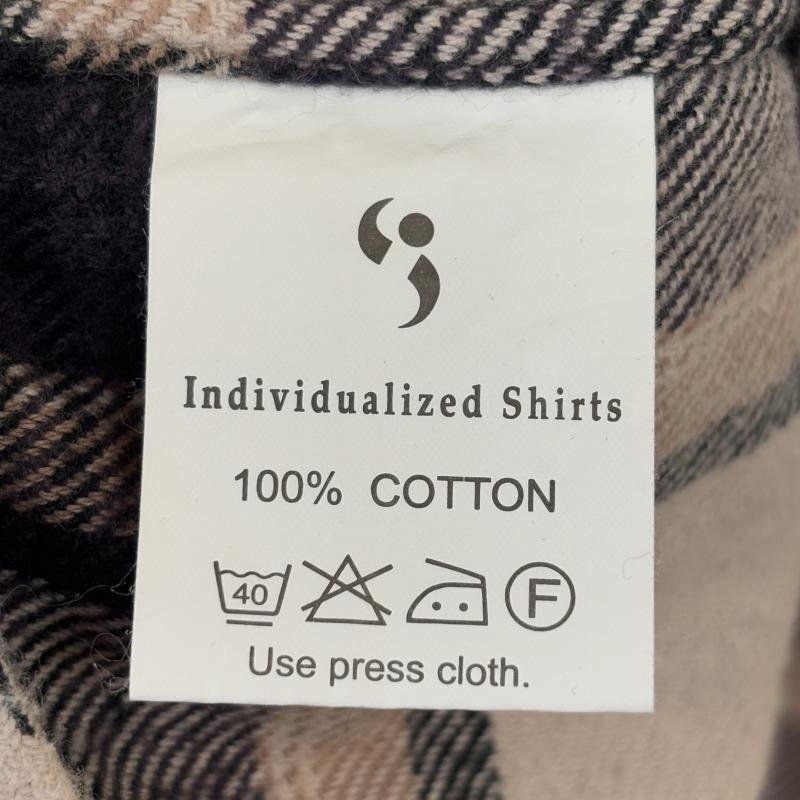 Individualized Shirts
100% COTTON
40 F
Use press cloth.